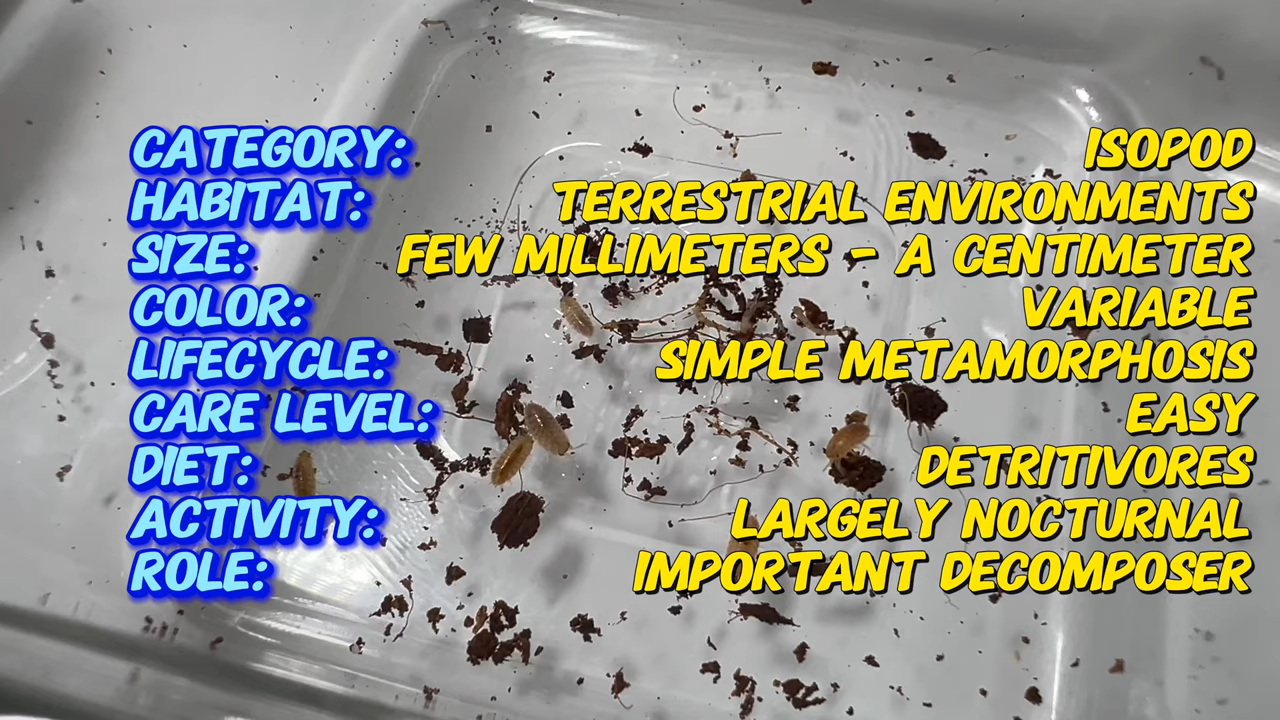 CATEGORY: ISOPOD
HABITAT: TERRESTRIAL ENVIRONMENTS
SIZE: FEW MILLIMETERS - A CENTIMETER
COLOR: VARIABLE
LIFECYCLE: SIMPLE METAMORPHOSIS
CARE LEVEL: EASY
DIET: DETRITIVORES
ACTIVITY: LARGELY NOCTURNAL
ROLE: IMPORTANT DECOMPOSER